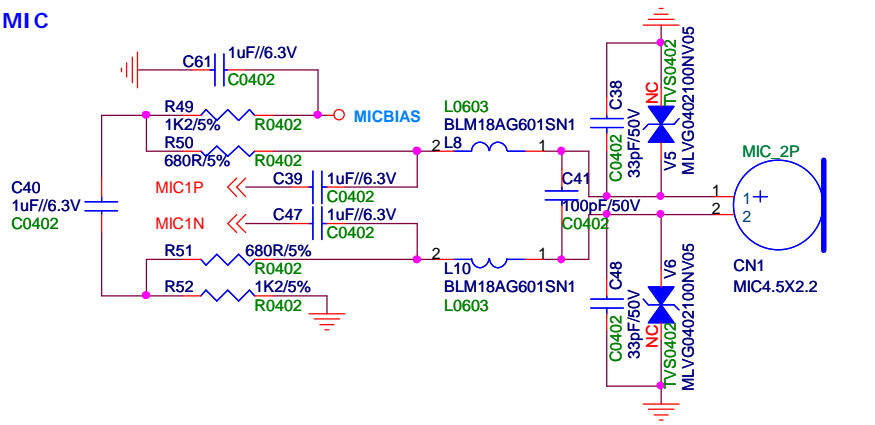 MIC
C61
1uF//6.3V
C0402
R49
1K2/5%
R0402
MICBIAS
R50
680R/5%
R0402
L0603
BLM18AG601SN1
2
L8
1
MIC1P
C39
1uF//6.3V
C0402
MIC1N
C47
1uF//6.3V
C0402
C40
1uF//6.3V
C0402
C41
100pF/50V
C0402
R51
680R/5%
R0402
R52
1K2/5%
R0402
2
L10
1
BLM18AG601SN1
L0603
C38
33pF/50V
C0402
NC
TVS0402
MLVG0402100NV05
V5
MIC_2P
1
2
1
+
2
CN1
MIC4.5X2.2
C48
33pF/50V
C0402
V6
NC
TVS0402
MLVG0402100NV05